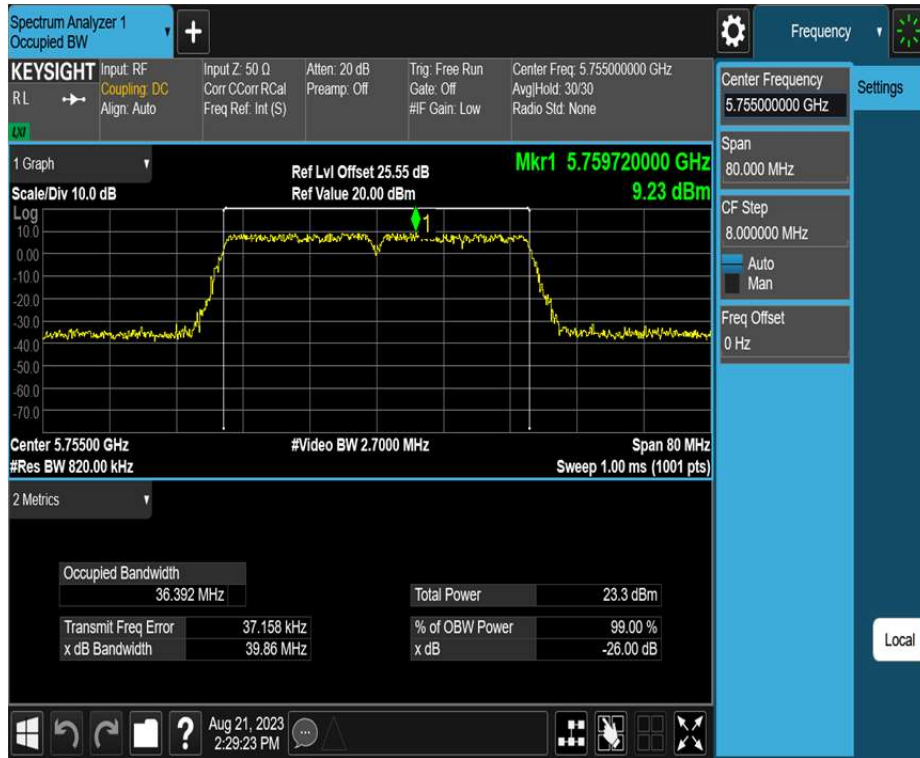 Spectrum Analyzer 1
Occupied BW
+
Frequency
KEYSIGHT
RL
LXI
Input: RF
Coupling: DC
Align: Auto
Input Z: 50 Ω
Corr CCorr RCal
Freq Ref: Int (S)
Atten: 20 dB
Preamp: Off
Trig: Free Run
Gate: Off
#IF Gain: Low
Center Freq: 5.755000000 GHz
Avg|Hold: 30/30
Radio Std: None
Center Frequency
5.755000000 GHz
Settings
Span
80.000 MHz
CF Step
8.000000 MHz
Auto
Man
Freq Offset
0 Hz
1 Graph
Scale/Div 10.0 dB
Ref Lvl Offset 25.55 dB
Ref Value 20.00 dBm
Mkr1 5.759720000 GHz
9.23 dBm
Log
10.0
0.00
-10.0
-20.0
-30.0
-40.0
-50.0
-60.0
-70.0
1
Center 5.75500 GHz
#Video BW 2.7000 MHz
Span 80 MHz
#Res BW 820.00 kHz
Sweep 1.00 ms (1001 pts)
2 Metrics
Occupied Bandwidth
36.392 MHz
Total Power 23.3 dBm
Transmit Freq Error 37.158 kHz
% of OBW Power 99.00 %
x dB Bandwidth 39.86 MHz
x dB -26.00 dB
Local
?
Aug 21, 2023
2:29:23 PM